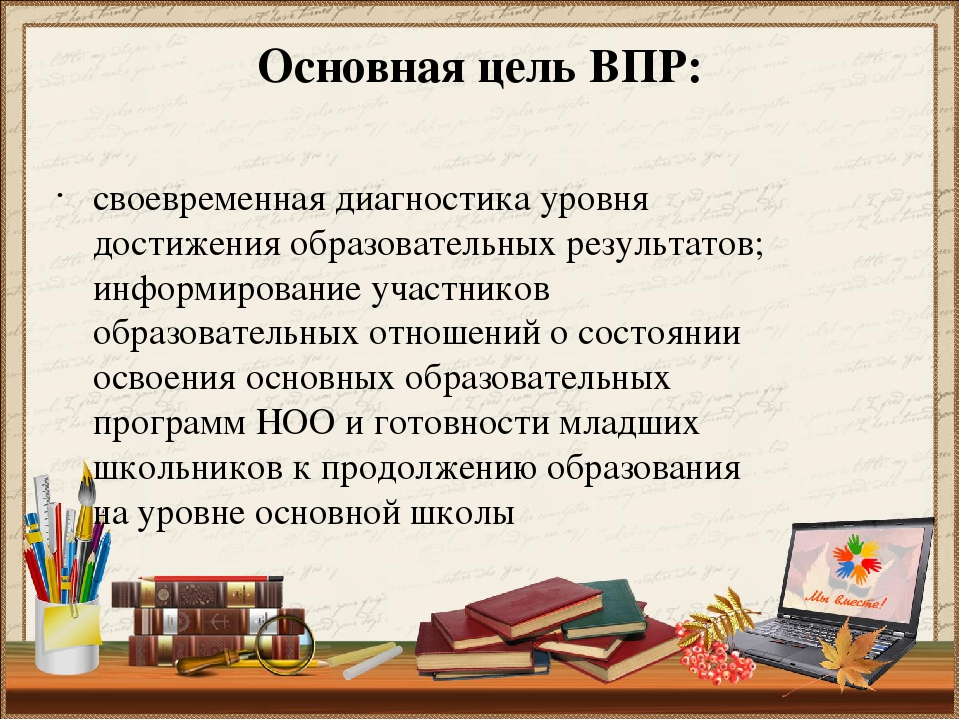 Основная цель ВПР:
· своевременная диагностика уровня
достижения образовательных результатов;
информирование участников
образовательных отношений о состоянии
освоения основных образовательных
программ НОО и готовности младших
школьников к продолжению образования
на уровне основной школы
Мы вместе!